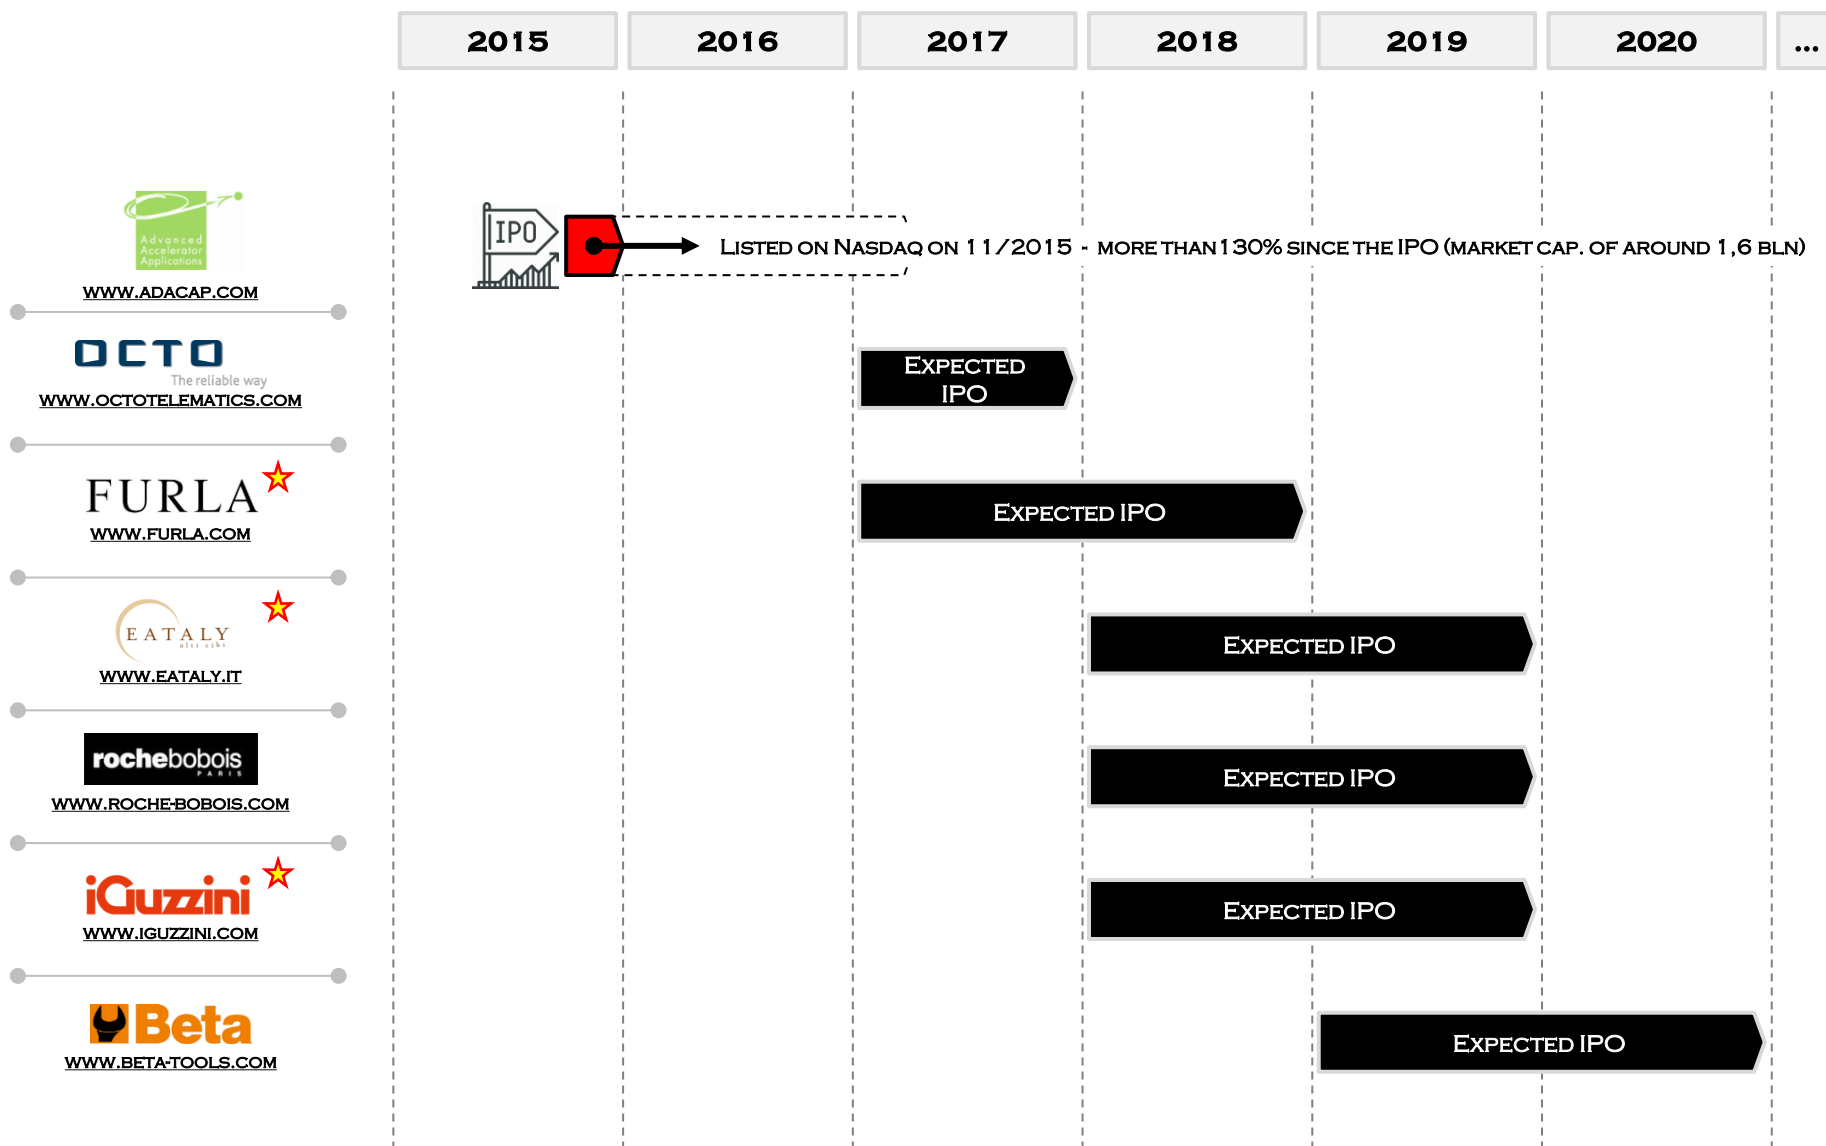 2015 2016 2017 2018 2019 2020 ...
Advanced
Accelerator
Applications
WWW.ADACAP.COM
IPO
LISTED ON NASDAQ ON 11/2015 - MORE THAN 130% SINCE THE IPO (MARKET CAP. OF AROUND 1,6 BLN)
OCTO
The reliable way
WWW.OCTOTELEMATICS.COM
EXPECTED
IPO
FURLA
WWW.FURLA.COM
EXPECTED IPO
EATALY
alti cibi
WWW.EATALY.IT
EXPECTED IPO
rochebobois
PARIS
WWW.ROCHE-BOBOIS.COM
EXPECTED IPO
iGuzzini
WWW.IGUZZINI.COM
EXPECTED IPO
Beta
WWW.BETA-TOOLS.COM
EXPECTED IPO